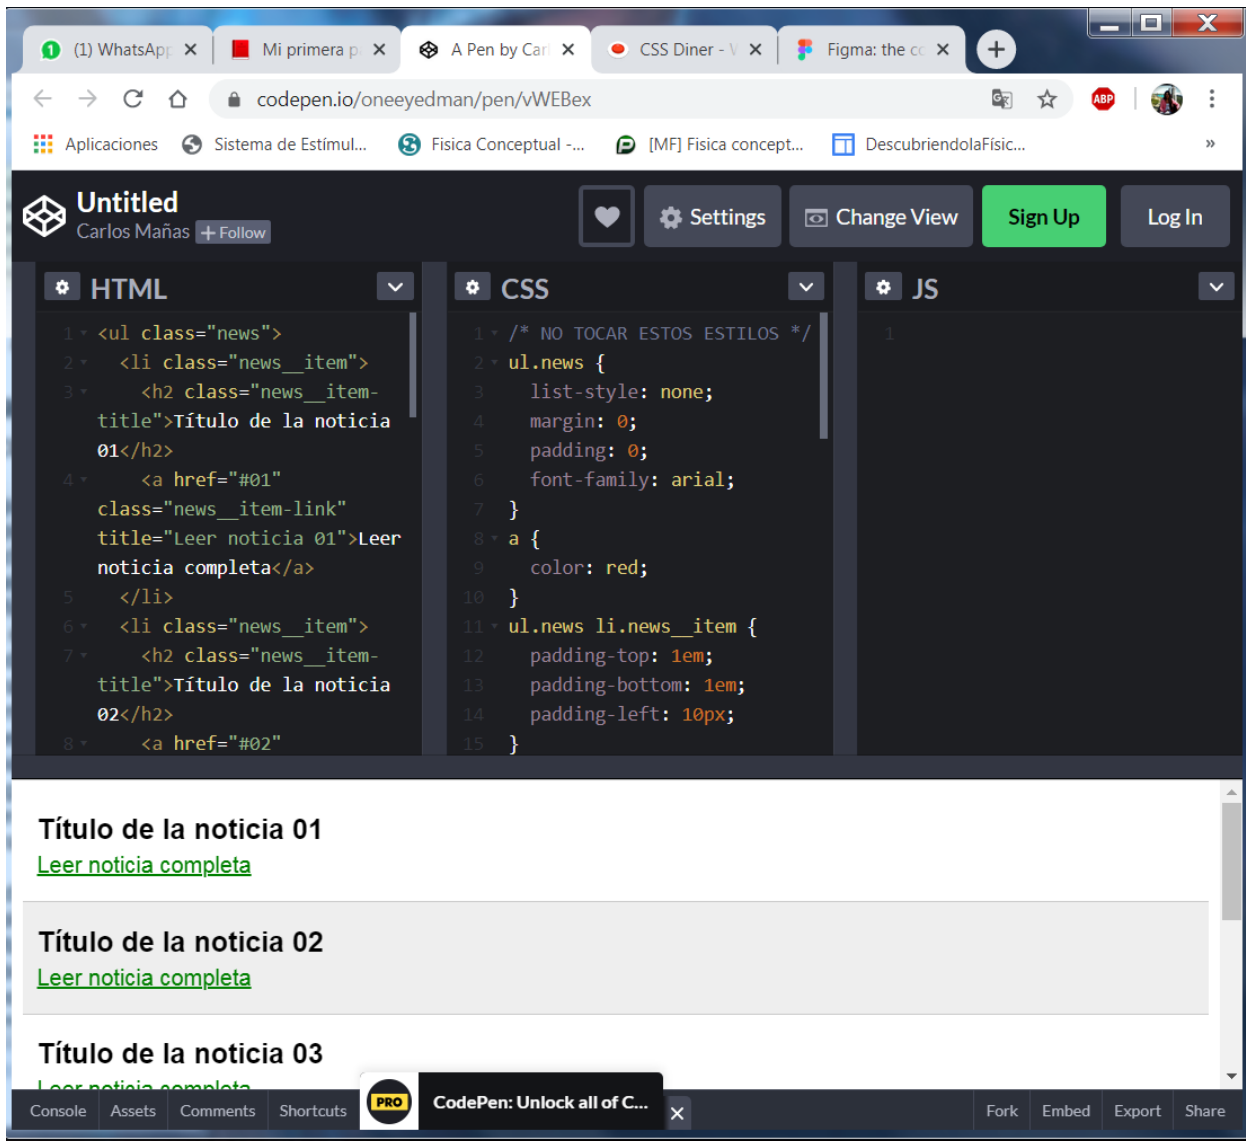 1 (1) WhatsApp
Mi primera p
A Pen by Carl
CSS Diner -
Figma: the co
codepen.io/oneeyedman/pen/vWEBex
ABP
Aplicaciones
Sistema de Estímul...
Fisica Conceptual -...
[MF] Fisica concept...
DescubriendolaFísic...
»
Untitled
Carlos Mañas + Follow
Settings
Change View
Sign Up
Log In
HTML
1 <ul class="news">
2 <li class="news__item">
3 <h2 class="news__item-
title">Título de la noticia
01</h2>
4 <a href="#01"
class="news__item-link"
title="Leer noticia 01">Leer
noticia completa</a>
5 </li>
6 <li class="news__item">
7 <h2 class="news__item-
title">Título de la noticia
02</h2>
8 <a href="#02"
CSS
1 /* NO TOCAR ESTOS ESTILOS */
2 ul.news {
3 list-style: none;
4 margin: 0;
5 padding: 0;
6 font-family: arial;
7 }
8 a {
9 color: red;
10 }
11 ul.news li.news__item {
12 padding-top: 1em;
13 padding-bottom: 1em;
14 padding-left: 10px;
15 }
JS
1
Título de la noticia 01
Leer noticia completa
Título de la noticia 02
Leer noticia completa
Título de la noticia 03
Leer noticia completa
Console
Assets
Comments
Shortcuts
PRO
CodePen: Unlock all of C...
Fork
Embed
Export
Share